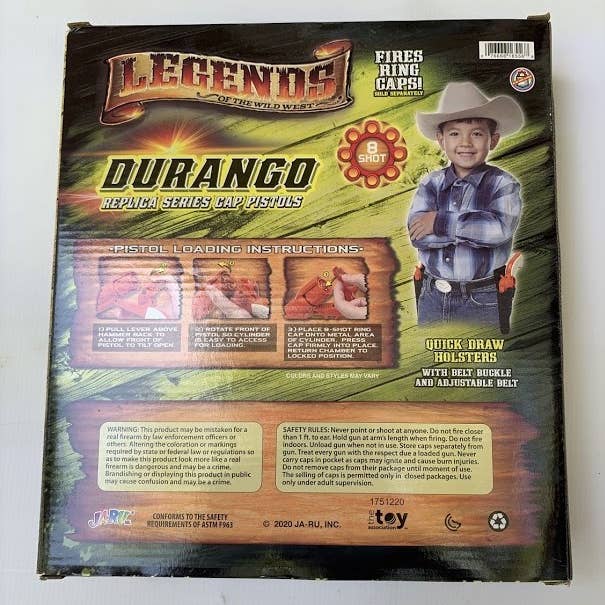 LEGENDS
OF THE WILD WEST
FIRES
RING
CAPS!
SOLD SEPARATELY
8
SHOT
DURANGO
REPLICA SERIES CAP PISTOLS
-PISTOL LOADING INSTRUCTIONS-
1) PULL LEVER ABOVE
HAMMER BACK TO
ALLOW FRONT OF
PISTOL TO TILT OPEN.
2) ROTATE FRONT OF
PISTOL SO CYLINDER
IS EASY TO ACCESS
FOR LOADING.
3) PLACE 8-SHOT RING
CAP ONTO METAL AREA
OF CYLINDER. PRESS
CAP FIRMLY INTO PLACE.
RETURN CHAMBER TO
LOCKED POSITION.
COLORS AND STYLES MAY VARY
QUICK DRAW
HOLSTERS
WITH BELT BUCKLE
AND ADJUSTABLE BELT
WARNING: This product may be mistaken for a
real firearm by law enforcement officers or
others. Altering the coloration or markings
required by state or federal law or regulations so
as to make this product look more like a real
firearm is dangerous and may be a crime.
Brandishing or displaying this product in public
may cause confusion and may be a crime.
SAFETY RULES: Never point or shoot at anyone. Do not fire closer
than 1 ft. to ear. Hold gun at arm's length when firing. Do not fire
indoors. Unload gun when not in use. Store caps separately from
gun. Treat every gun with the respect due a loaded gun. Never
carry caps in pocket as caps may ignite and cause burn injuries.
Do not remove caps from their package until moment of use.
The selling of caps is permitted only in closed packages. Use
only under adult supervision.
JA-RU
CONFORMS TO THE SAFETY
REQUIREMENTS OF ASTM F963
© 2020 JA-RU, INC.
1751220
the toy
association